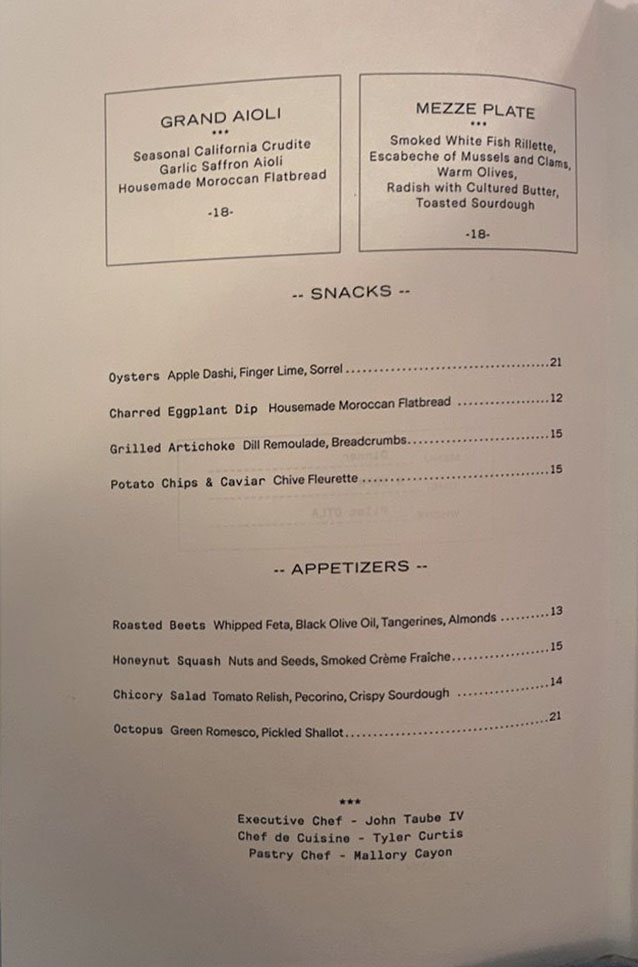 GRAND AIOLI
•••
Seasonal California Crudite
Garlic Saffron Aioli
Housemade Moroccan Flatbread
-18-
MEZZE PLATE
•••
Smoked White Fish Rillette,
Escabeche of Mussels and Clams,
Warm Olives,
Radish with Cultured Butter,
Toasted Sourdough
-18-
-- SNACKS --
Oysters Apple Dashi, Finger Lime, Sorrel....................................21
Charred Eggplant Dip Housemade Moroccan Flatbread ................12
Grilled Artichoke Dill Remoulade, Breadcrumbs.........................15
Potato Chips & Caviar Chive Fleurette.................................15
-- APPETIZERS --
Roasted Beets Whipped Feta, Black Olive Oil, Tangerines, Almonds ..........13
Honeynut Squash Nuts and Seeds, Smoked Crème Fraîche.................15
Chicory Salad Tomato Relish, Pecorino, Crispy Sourdough ................14
Octopus Green Romesco, Pickled Shallot...................................21
***
Executive Chef - John Taube IV
Chef de Cuisine - Tyler Curtis
Pastry Chef - Mallory Cayon